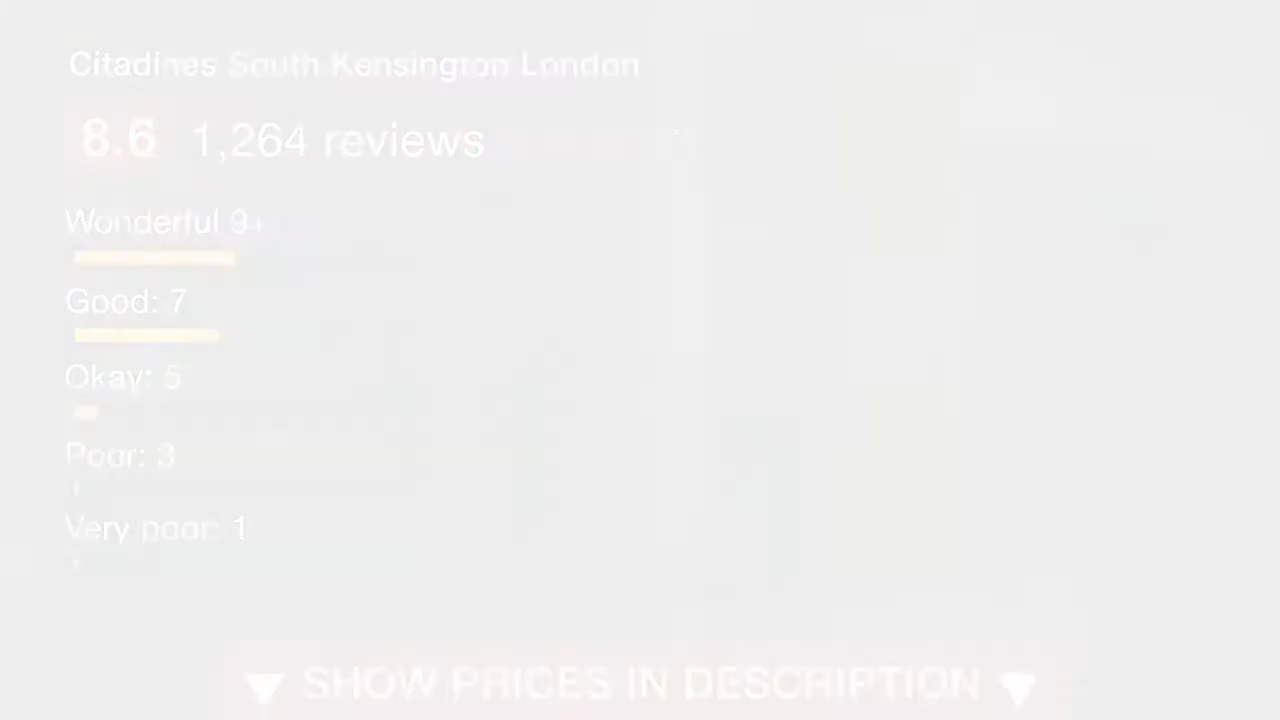 Citadines South Kensington London
8.6 1,264 reviews
Wonderful 9+
Good: 7
Okay: 5
Poor: 3
Very poor: 1
▼ SHOW PRICES IN DESCRIPTION ▼